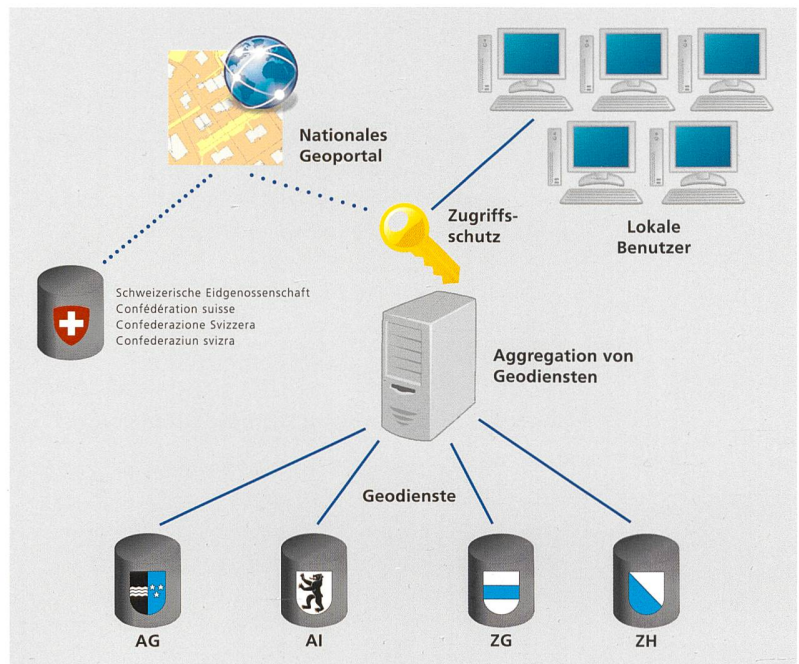 Nationales
Geoportal
Zugriffs-
schutz
Lokale
Benutzer
Schweizerische Eidgenossenschaft
Confédération suisse
Confederazione Svizzera
Confederaziun svizra
Aggregation von
Geodiensten
Geodienste
AG
AI
ZG
ZH